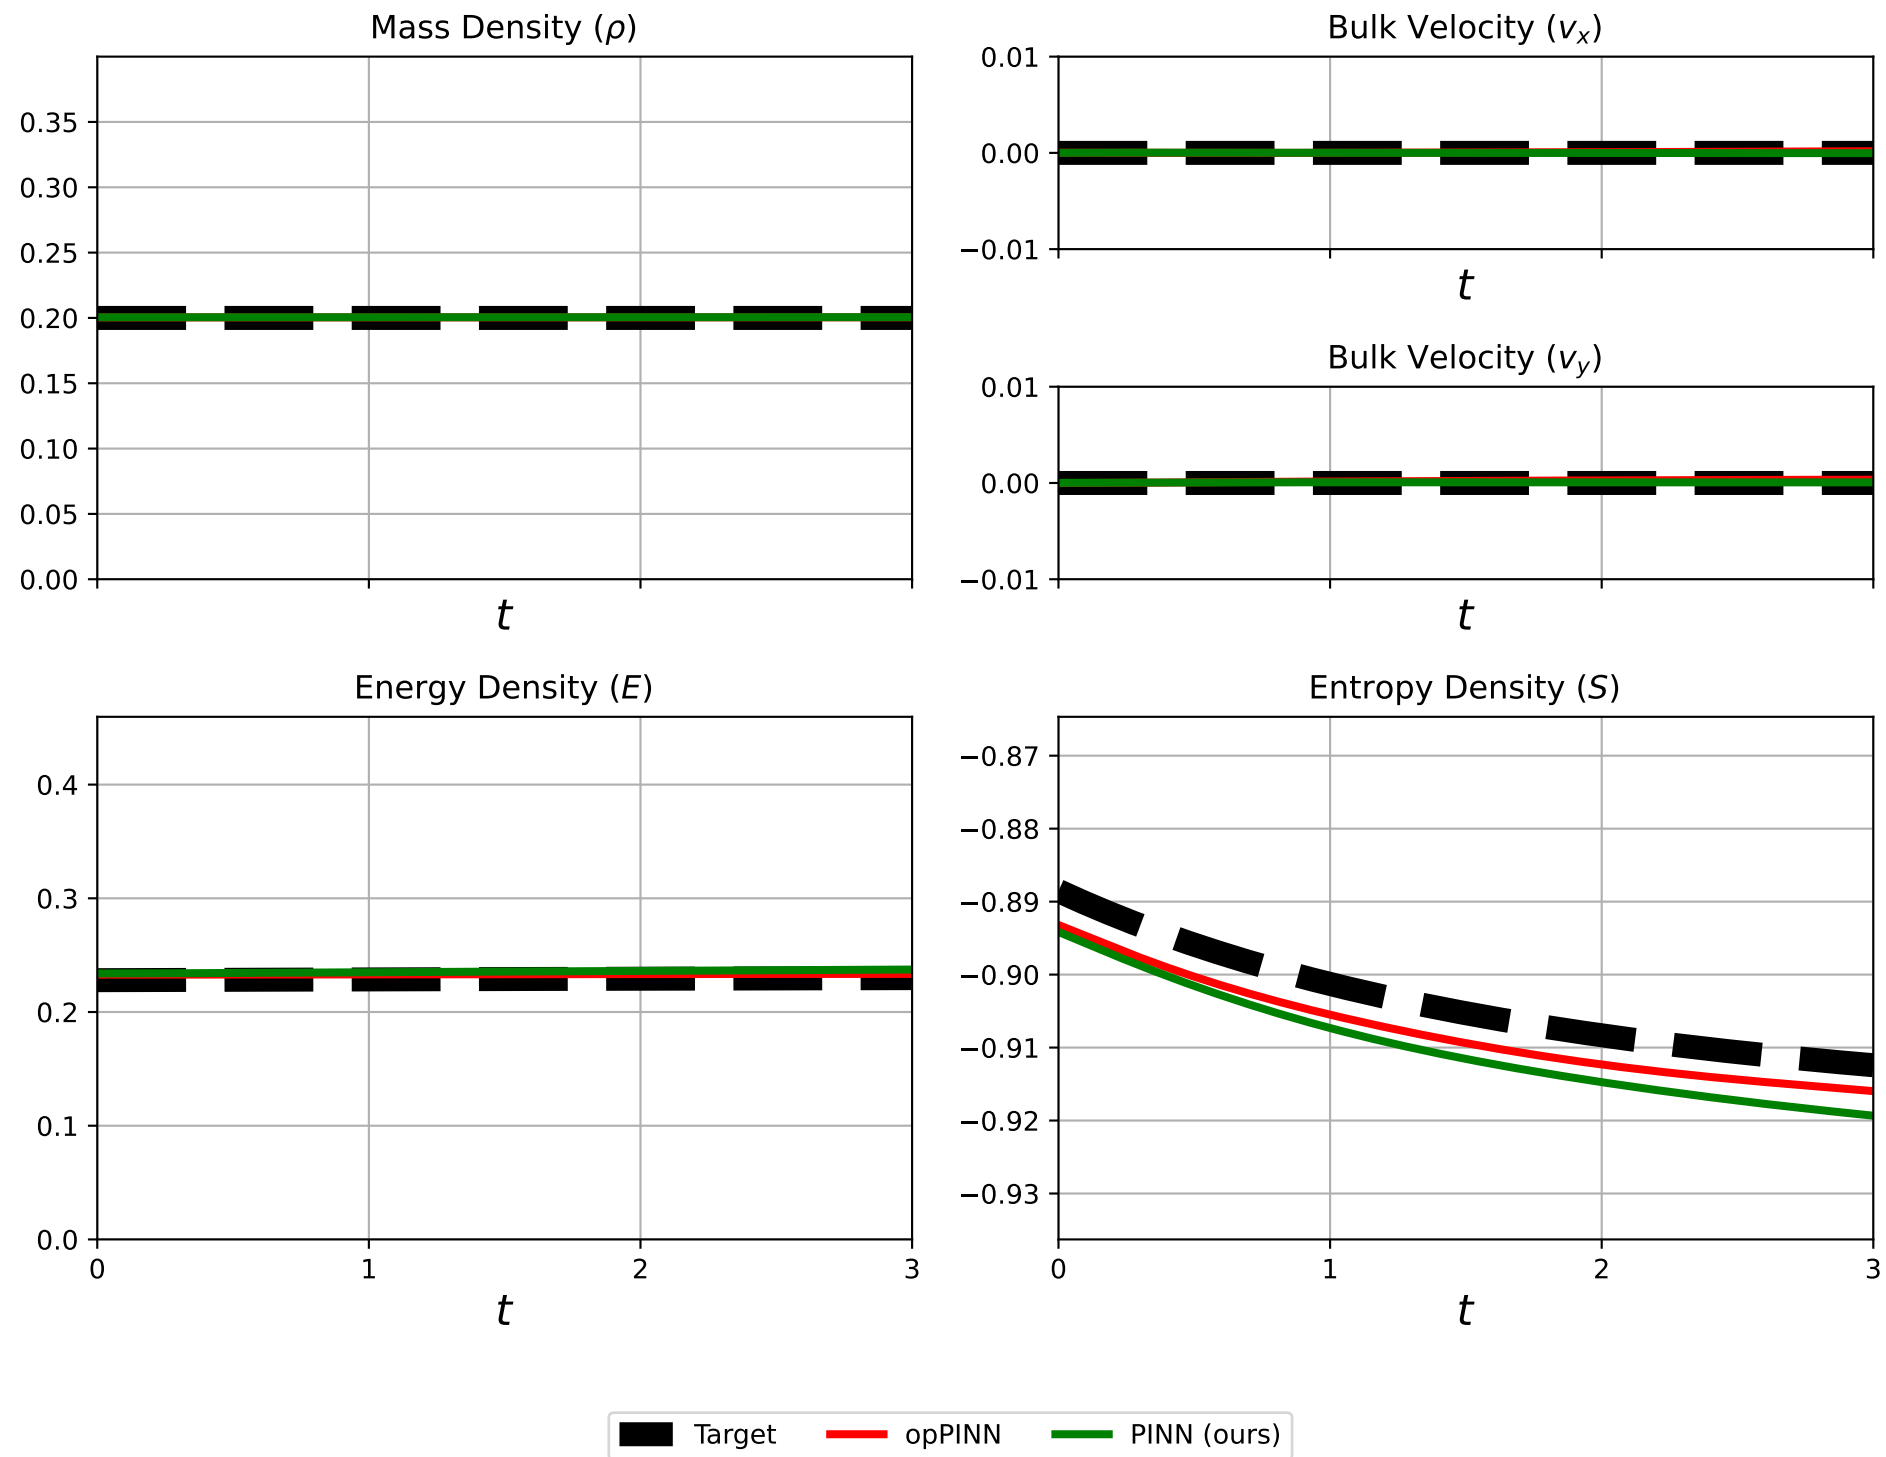 Mass Density (ρ)
0.35
0.30
0.25
0.20
0.15
0.10
0.05
0.00
t
Bulk Velocity (vₓ)
0.01
0.00
−0.01
t
Bulk Velocity (v_y)
0.01
0.00
−0.01
t
Energy Density (E)
0.4
0.3
0.2
0.1
0.0
0 1 2 3
t
Entropy Density (S)
−0.87
−0.88
−0.89
−0.90
−0.91
−0.92
−0.93
0 1 2 3
t
Target opPINN PINN (ours)